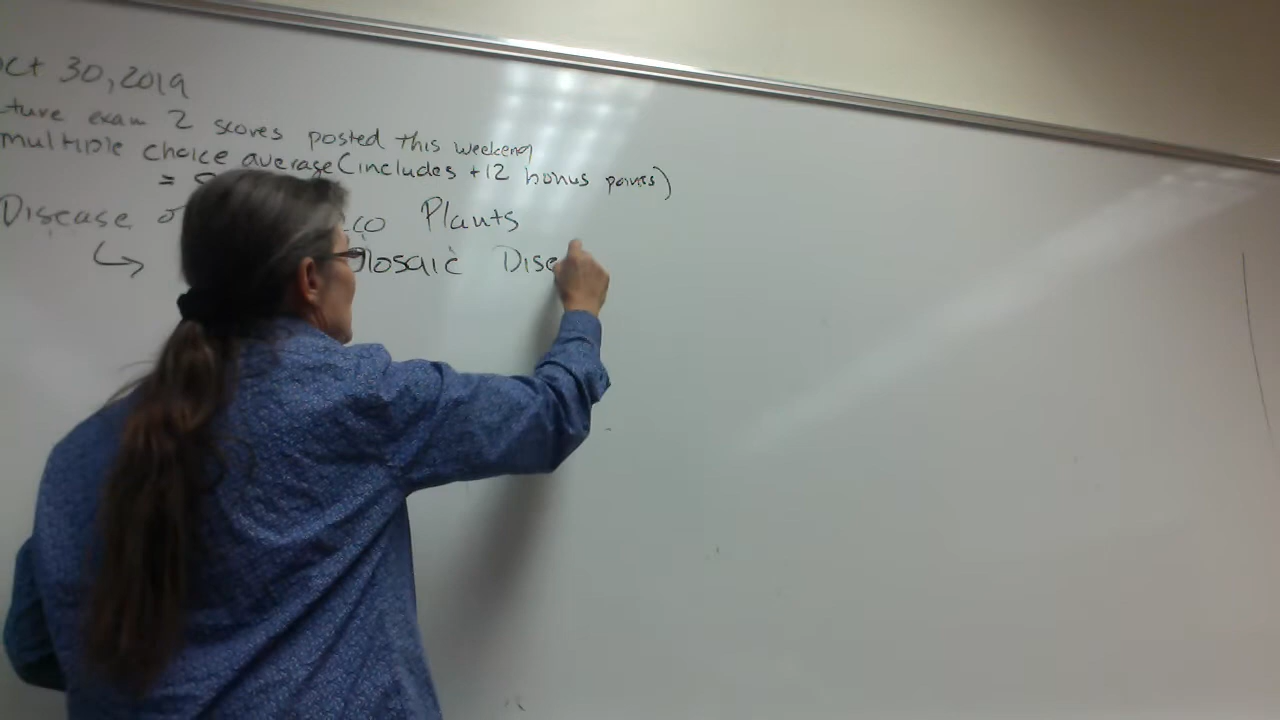 Oct 30, 2019
ture exam 2 scores posted this weekend
multiple choice average (includes +12 bonus points)
=
Disease of co Plants
↳ Mosaic Dise